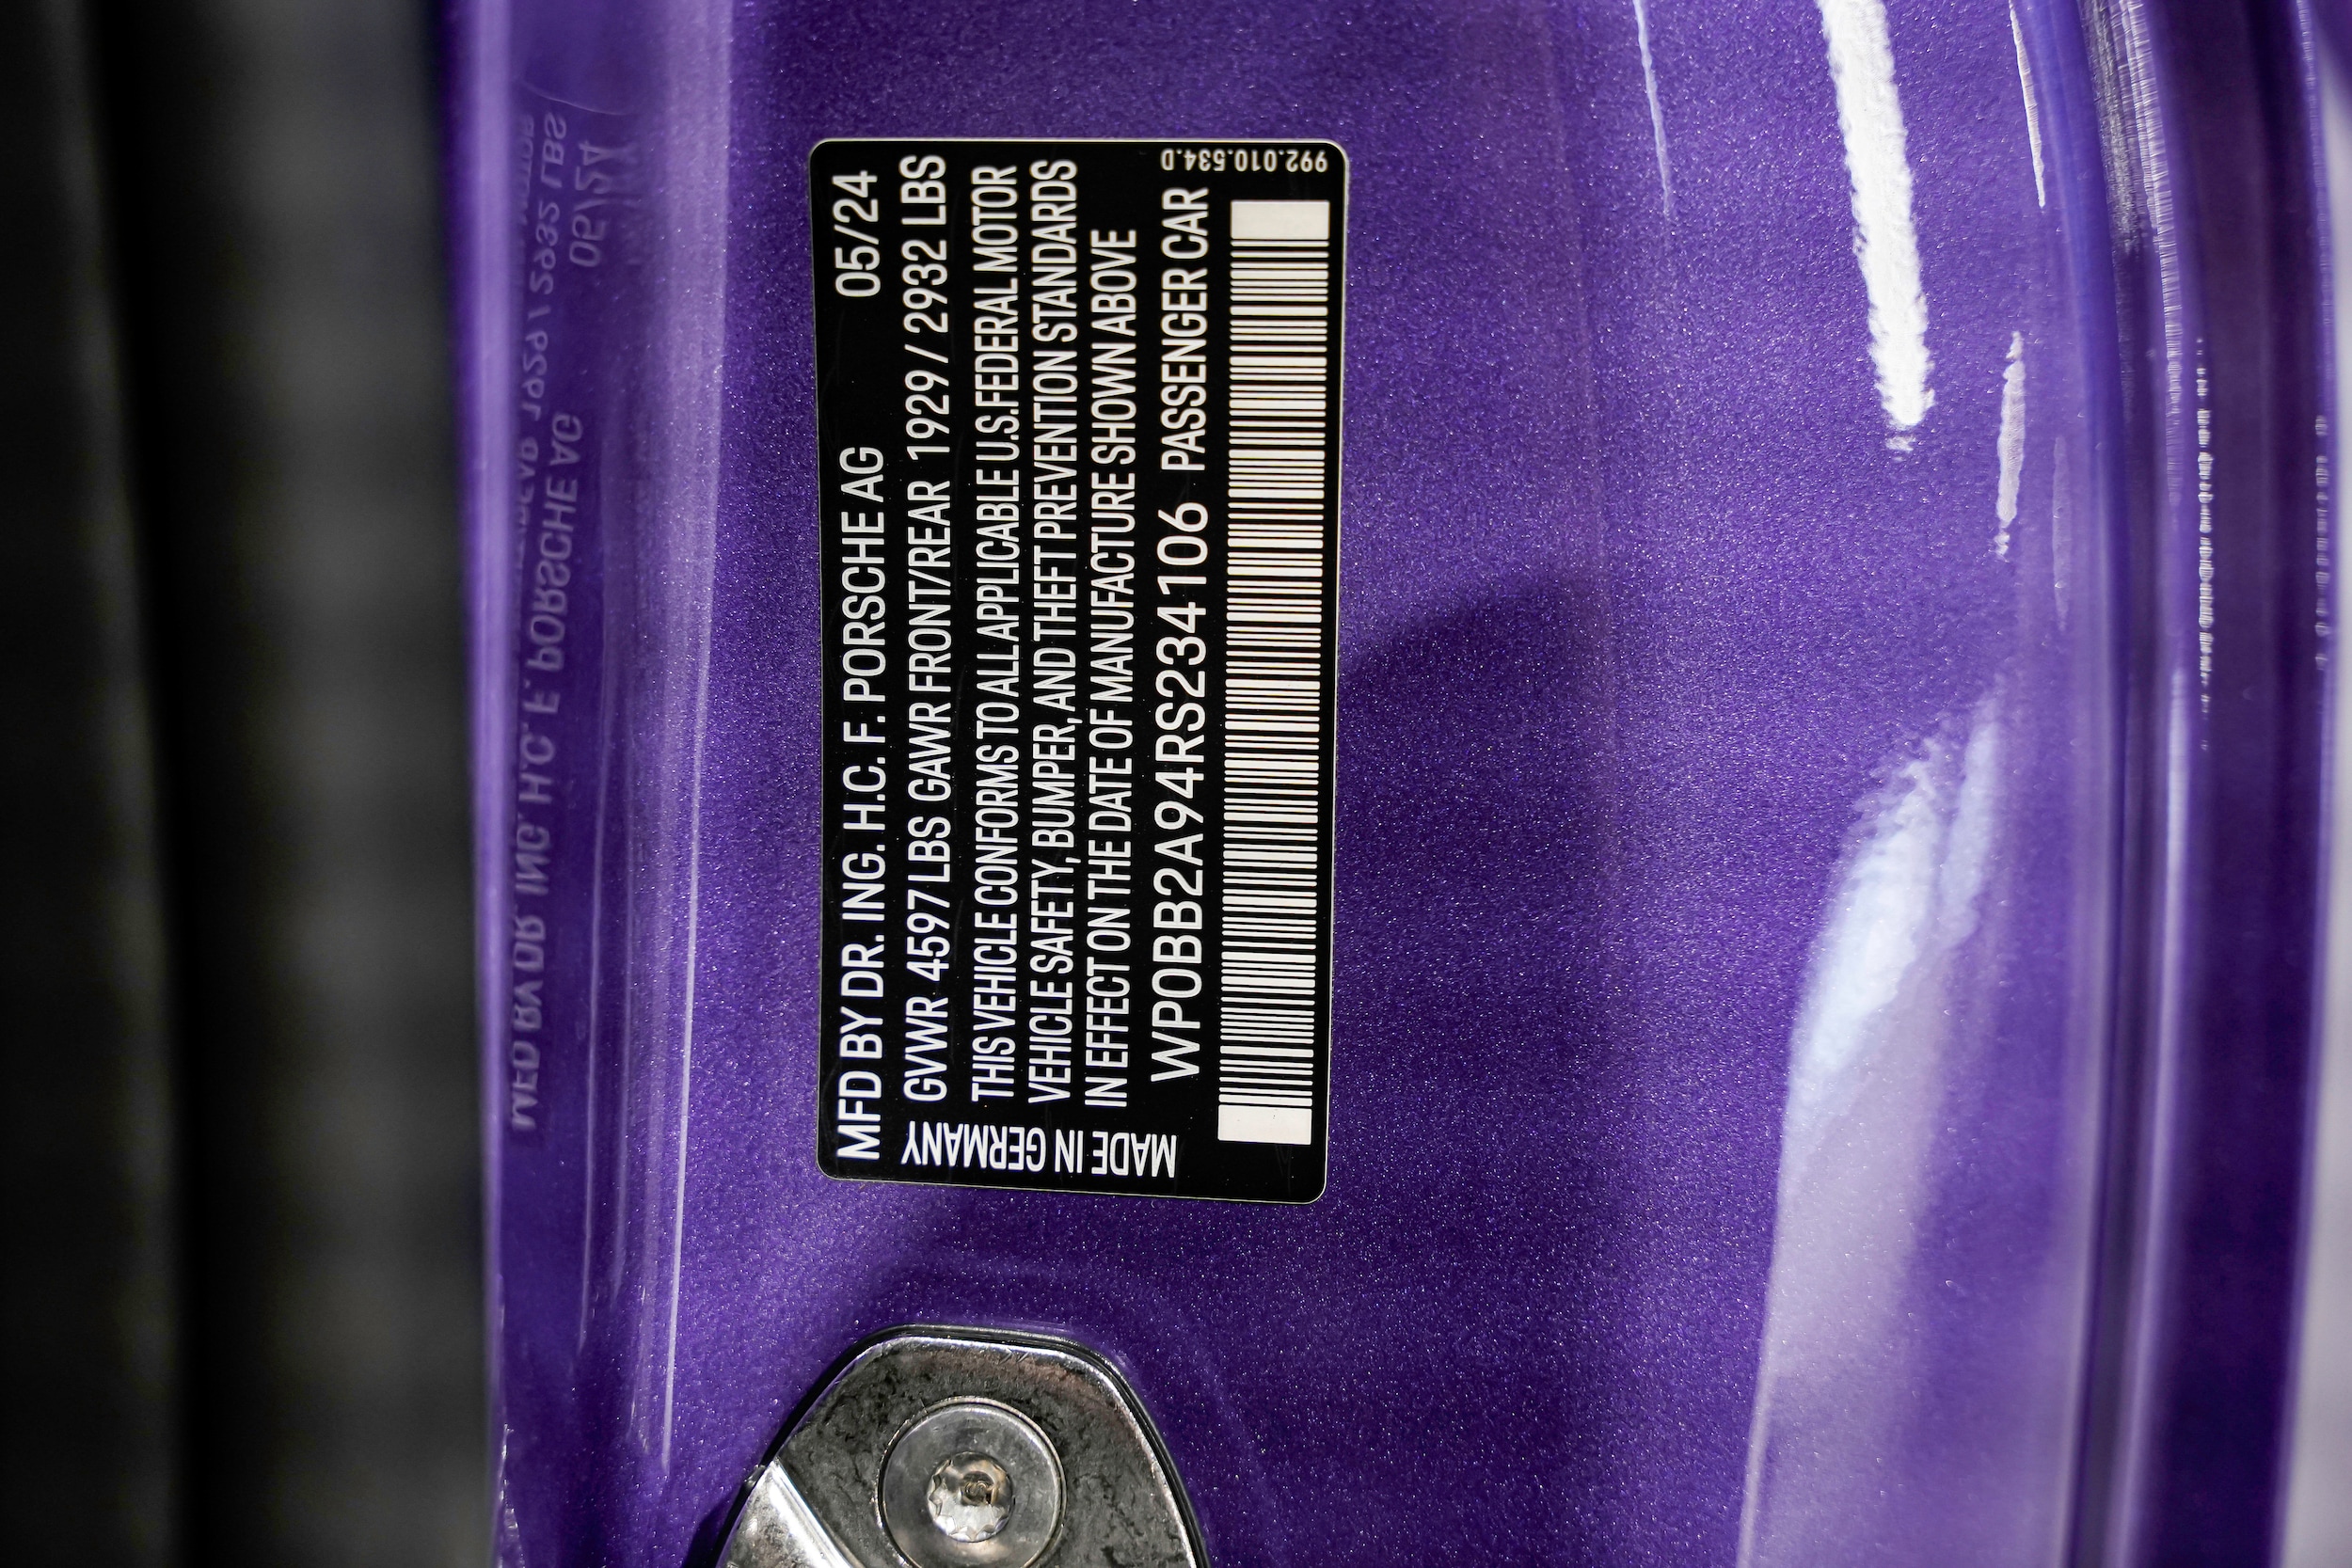 MFD BY DR. ING. H.C. F. PORSCHE AG 05/24
GVWR 4597LBS GAWR FRONT/REAR 1929 / 2932 LBS
THIS VEHICLE CONFORMS TO ALL APPLICABLE U.S.FEDERAL MOTOR
VEHICLE SAFETY, BUMPER, AND THEFT PREVENTION STANDARDS
IN EFFECT ON THE DATE OF MANUFACTURE SHOWN ABOVE
WP0BB2A94RS234106 PASSENGER CAR
MADE IN GERMANY
992.010.534.D